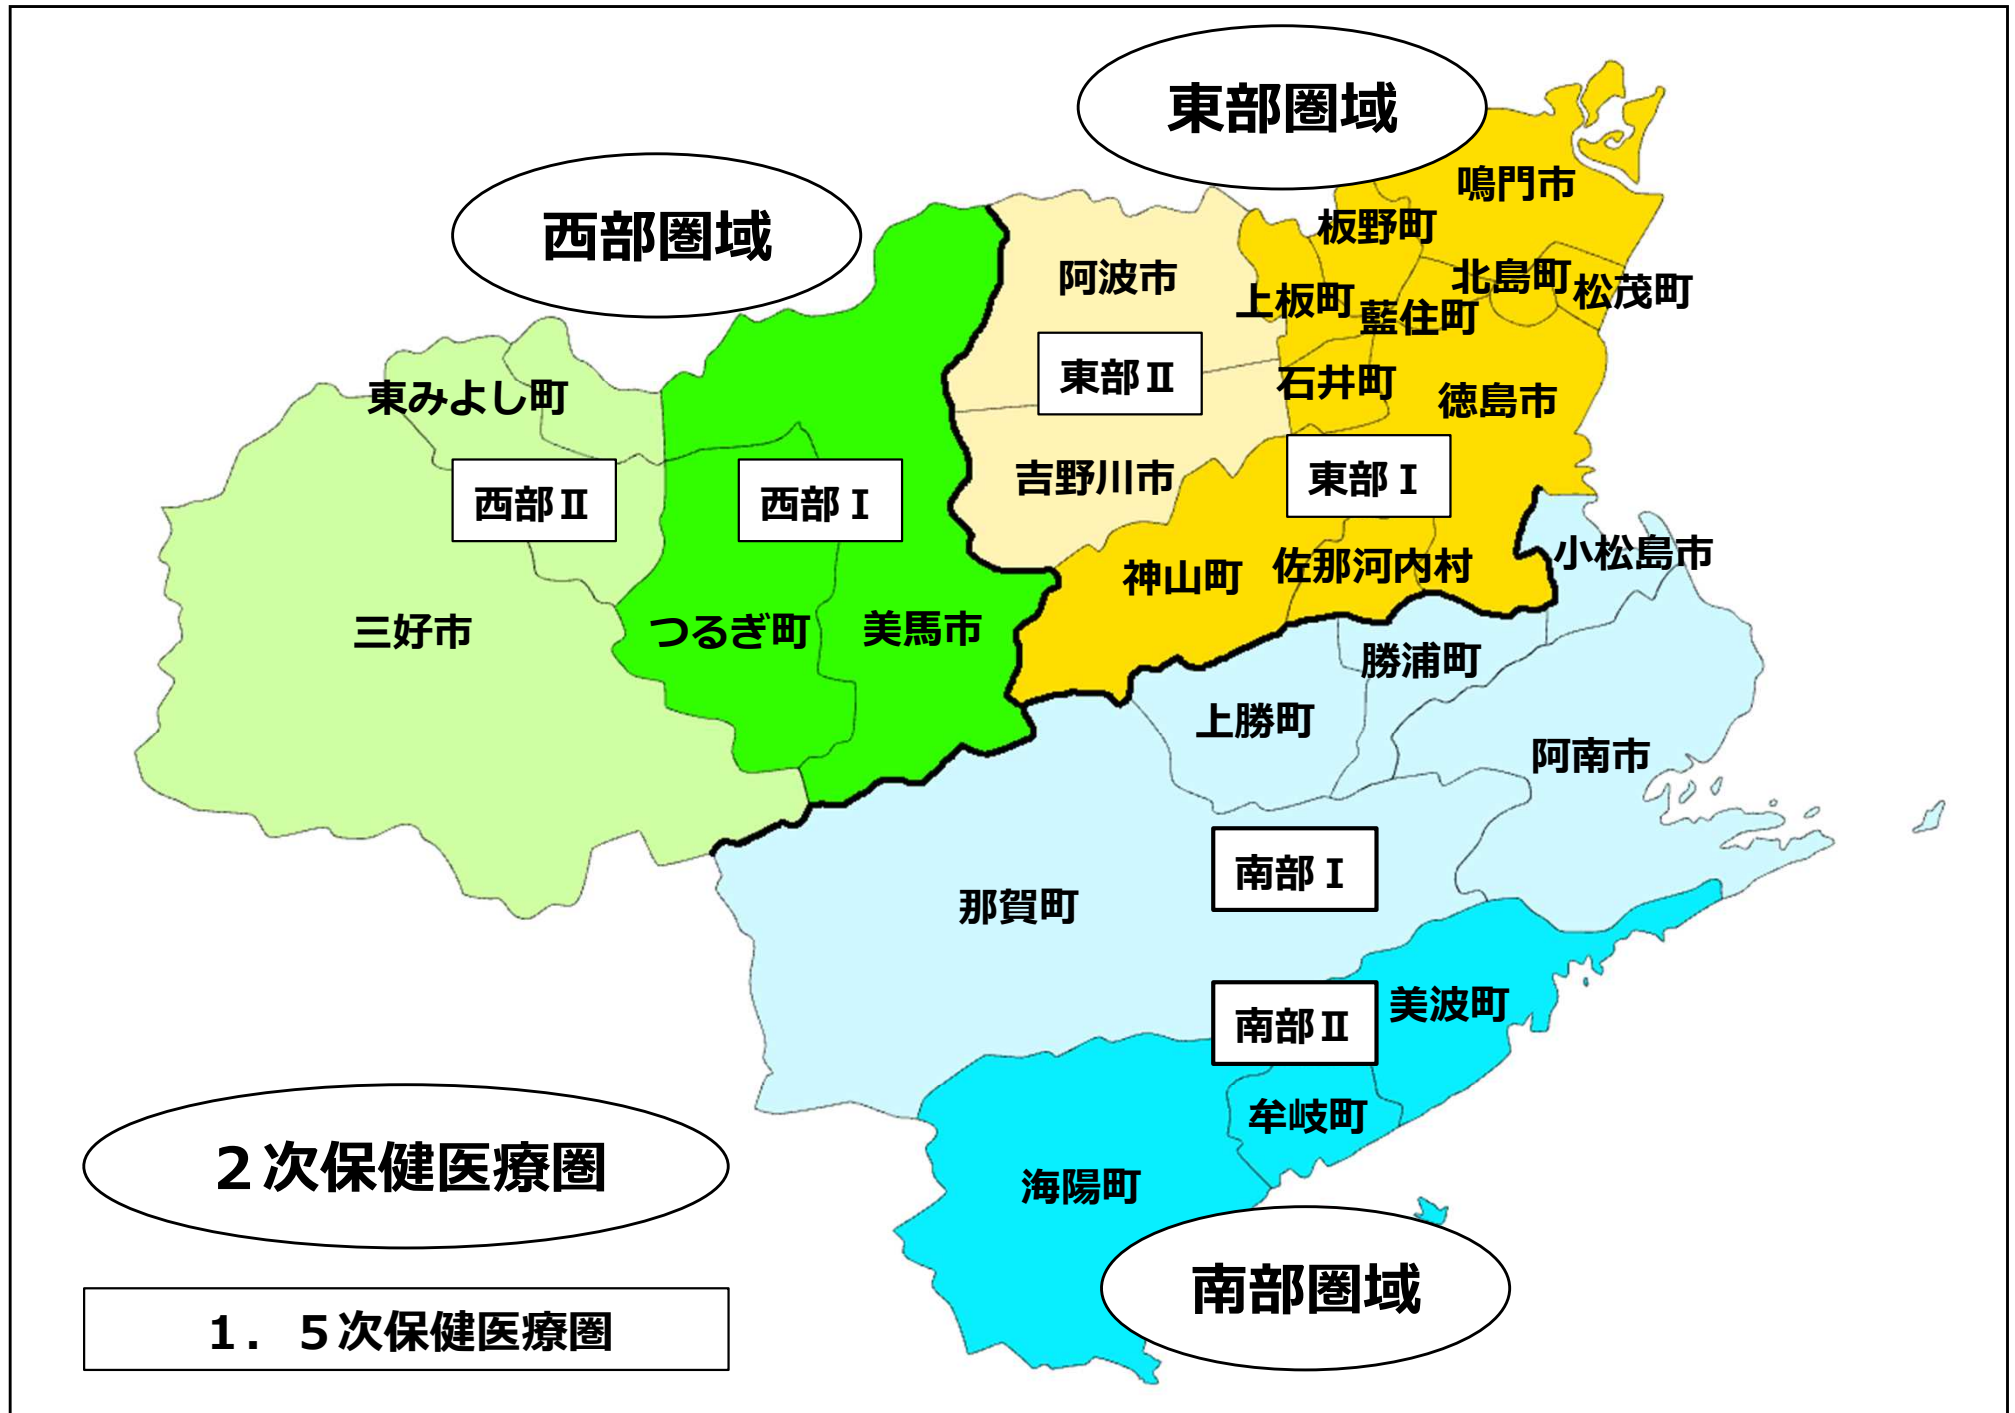 東部圏域
西部圏域
鳴門市
板野町
阿波市
北島町
松茂町
上板町
藍住町
東部Ⅱ
石井町
徳島市
東みよし町
吉野川市
東部Ⅰ
西部Ⅱ
西部Ⅰ
小松島市
神山町
佐那河内村
三好市
つるぎ町
美馬市
勝浦町
上勝町
阿南市
南部Ⅰ
那賀町
美波町
南部Ⅱ
牟岐町
２次保健医療圏
海陽町
南部圏域
１．５次保健医療圏